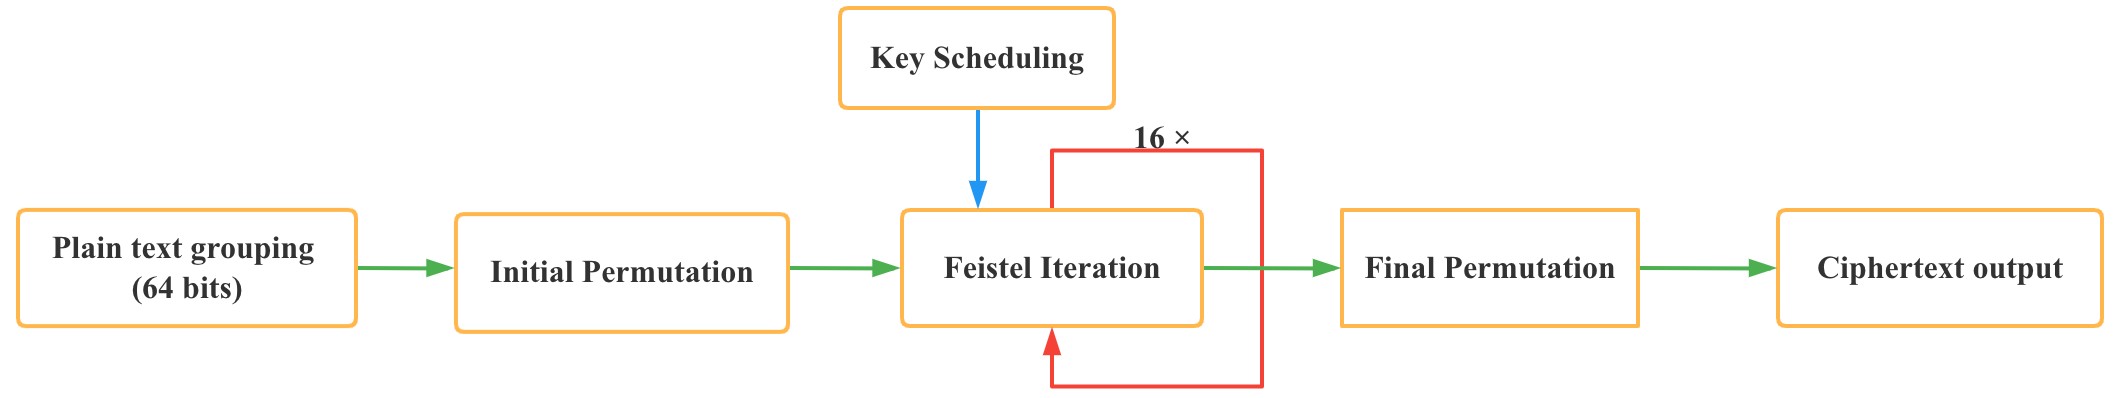 Key Scheduling
16 ×
Plain text grouping
(64 bits)
Initial Permutation
Feistel Iteration
Final Permutation
Ciphertext output